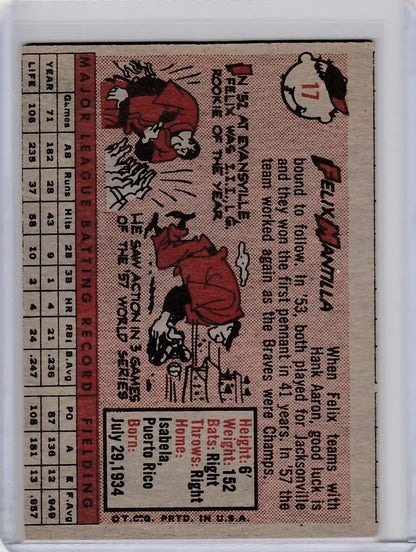 17
FELIX MANTILLA
When Felix teams with
Hank Aaron, good luck is
bound to follow. In '53, both played for Jacksonville
and they won the first pennant in 41 years. In '57 the
team worked again as the Braves were Champs.
IN '52 AT EVANSVILLE
FELIX WAS I.I.I.L.G.
ROOKIE OF THE YEAR
HE SAW ACTION IN 3 GAMES
OF THE '57 WORLD SERIES
Height: 6'
Weight: 152
Bats: Right
Throws: Right
Home:
Isabela,
Puerto Rico
Born:
July 29, 1934
MAJOR LEAGUE BATTING RECORD FIELDING
Games AB Runs Hits 2B 3B HR RBI B.Avg PO A E F.Avg
YEAR 71 182 28 43 9 1 4 21 .236 87 136 12 .949
LIFE 106 235 37 58 10 2 4 24 .247 108 181 13 .957
©T.C.G. PRTD. IN U.S.A.